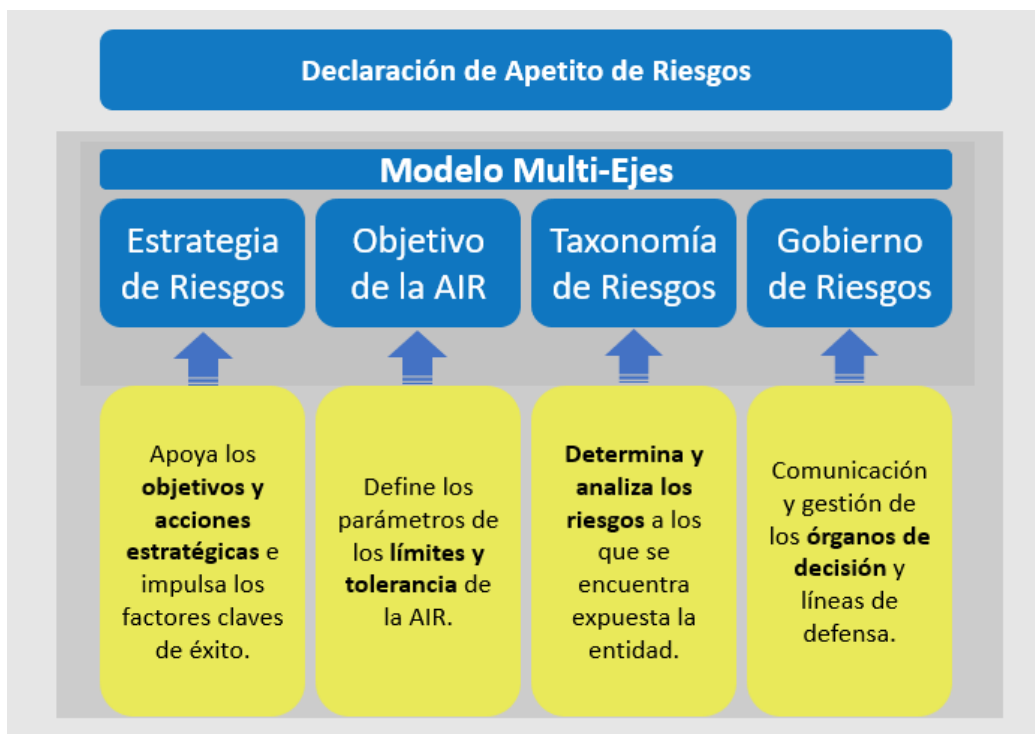 Declaración de Apetito de Riesgos
Modelo Multi-Ejes
Estrategia
de Riesgos
Objetivo
de la AIR
Taxonomía
de Riesgos
Gobierno
de Riesgos
Apoya los
objetivos y
acciones
estratégicas e
impulsa los
factores claves
de éxito.
Define los
parámetros de
los límites y
tolerancia de
la AIR.
Determina y
analiza los
riesgos a los
que se
encuentra
expuesta la
entidad.
Comunicación
y gestión de
los órganos de
decisión y
líneas de
defensa.